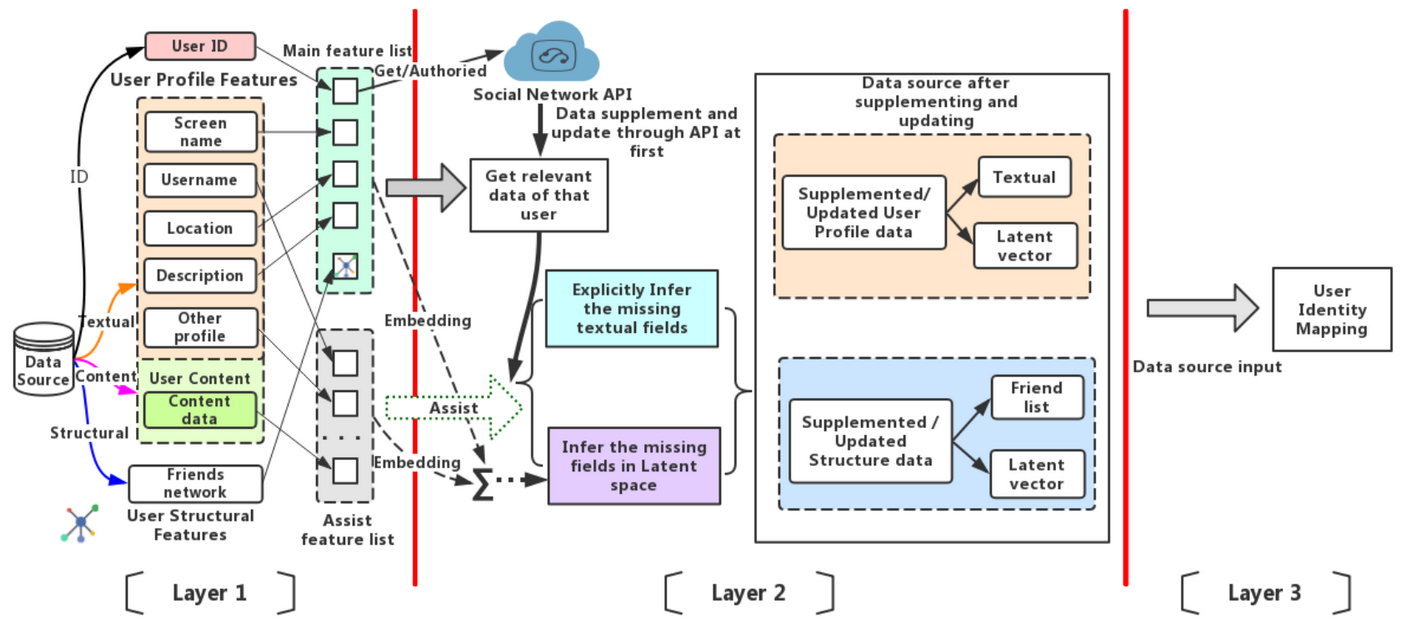 User ID
Main feature list
Get/Authoried
User Profile Features
Screen
name
Username
Location
Description
Other
profile
User Content
Content
data
ID
Textual
Data
Source
Content
Structural
Friends
network
User Structural
Features
. . .
Assist
feature list
Layer 1
Social Network API
Data supplement and
update through API at
first
Get relevant
data of that
user
Embedding
Assist
Embedding
Σ
Explicitly Infer
the missing
textual fields
Infer the missing
fields in Latent
space
Data source after
supplementing and
updating
Supplemented/
Updated User
Profile data
Textual
Latent
vector
Supplemented /
Updated
Structure data
Friend
list
Latent
vector
Layer 2
Data source input
User
Identity
Mapping
Layer 3